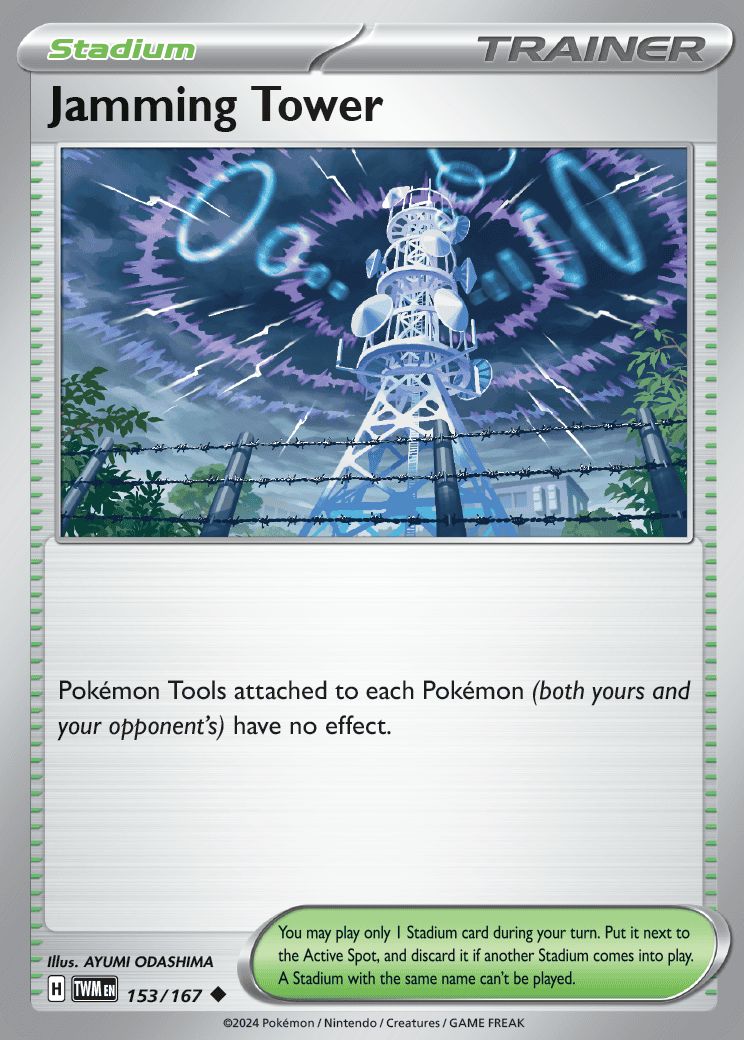 Stadium
TRAINER
Jamming Tower
Pokémon Tools attached to each Pokémon (both yours and
your opponent's) have no effect.
You may play only 1 Stadium card during your turn. Put it next to
the Active Spot, and discard it if another Stadium comes into play.
A Stadium with the same name can't be played.
Illus. AYUMI ODASHIMA
H TWM EN 153/167
©2024 Pokémon / Nintendo / Creatures / GAME FREAK